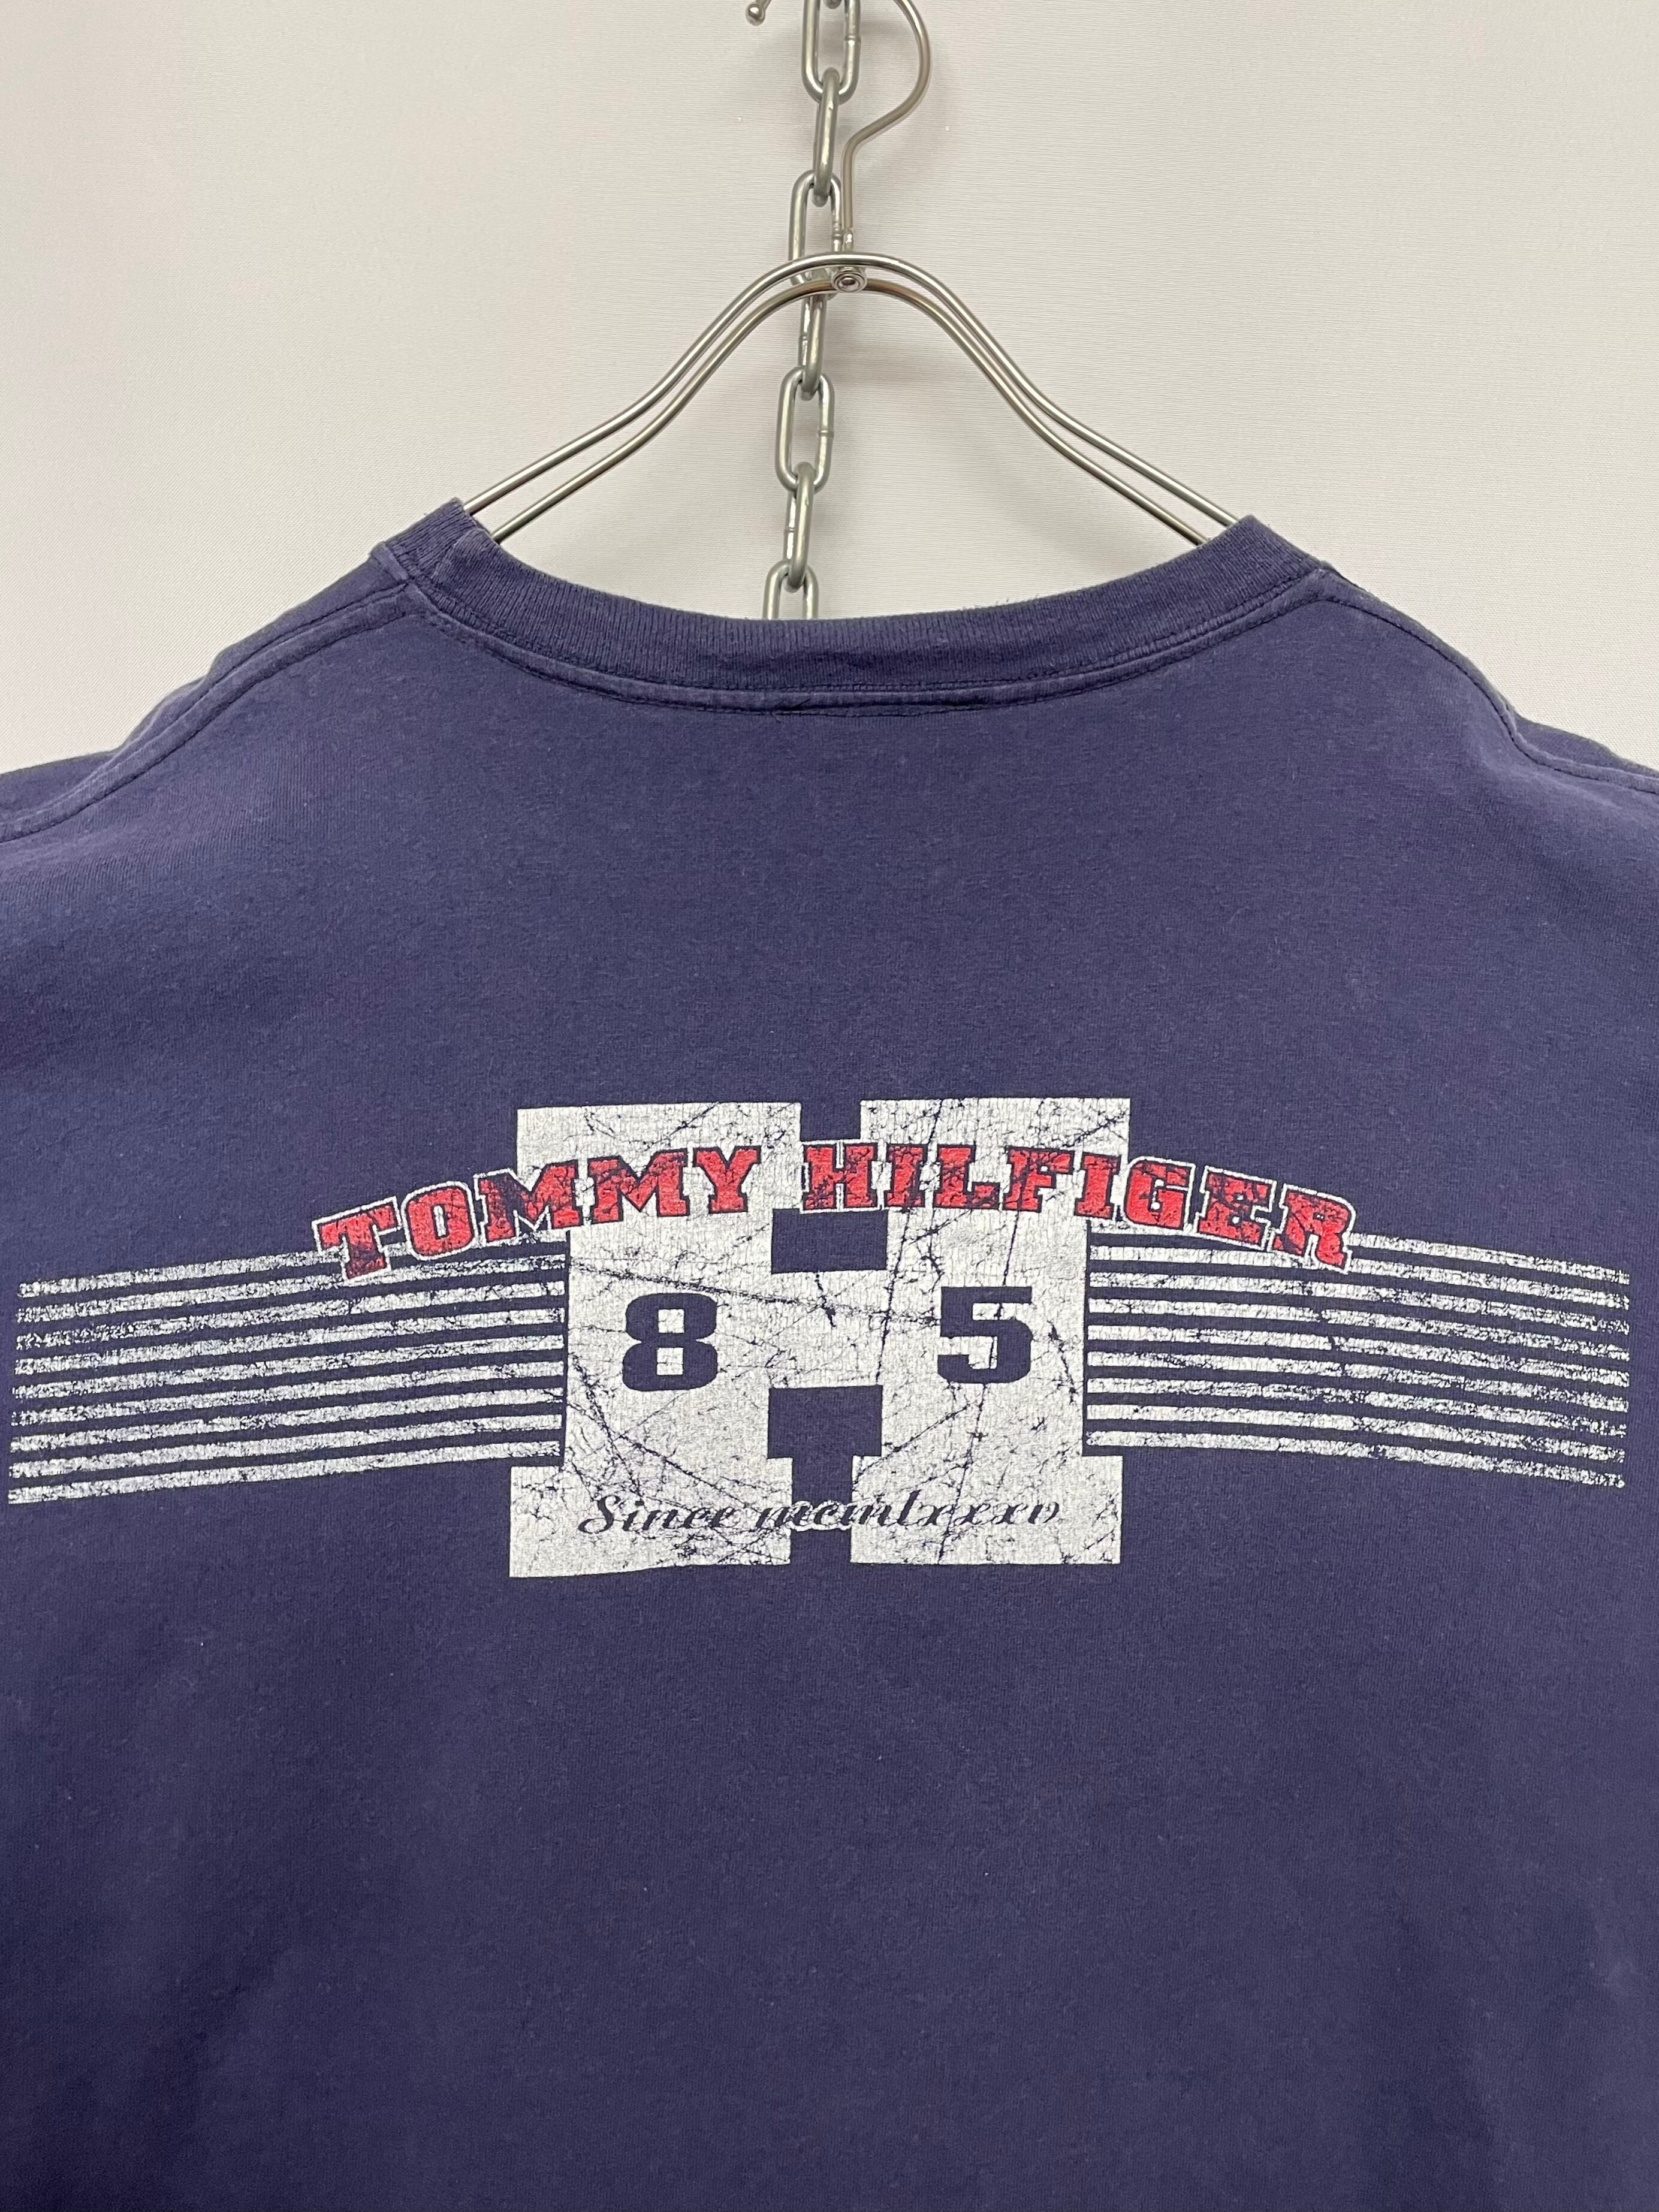 TOMMY HILFIGER
H
8 5
Since mcmlxxxv